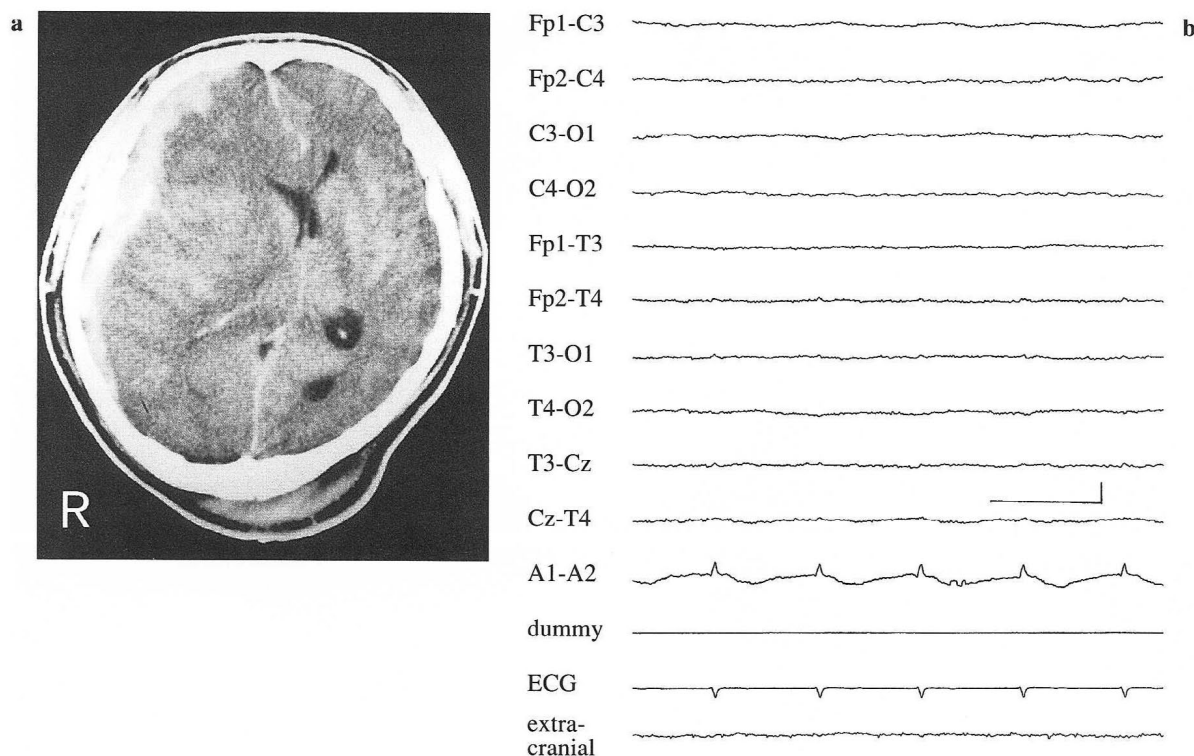 a
R
Fp1-C3
Fp2-C4
C3-O1
C4-O2
Fp1-T3
Fp2-T4
T3-O1
T4-O2
T3-Cz
Cz-T4
A1-A2
dummy
ECG
extra-
cranial
b